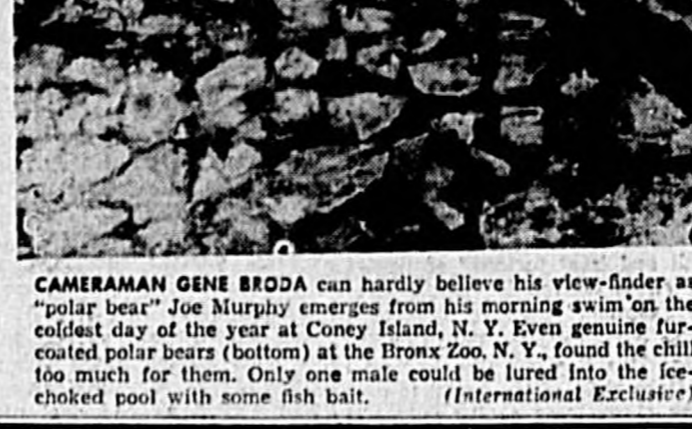 CAMERAMAN GENE BRODA can hardly believe his view-finder as
"polar bear" Joe Murphy emerges from his morning swim on the
coldest day of the year at Coney Island, N. Y. Even genuine fur-
coated polar bears (bottom) at the Bronx Zoo, N. Y., found the chill
too much for them. Only one male could be lured into the ice-
choked pool with some fish bait. (International Exclusive)